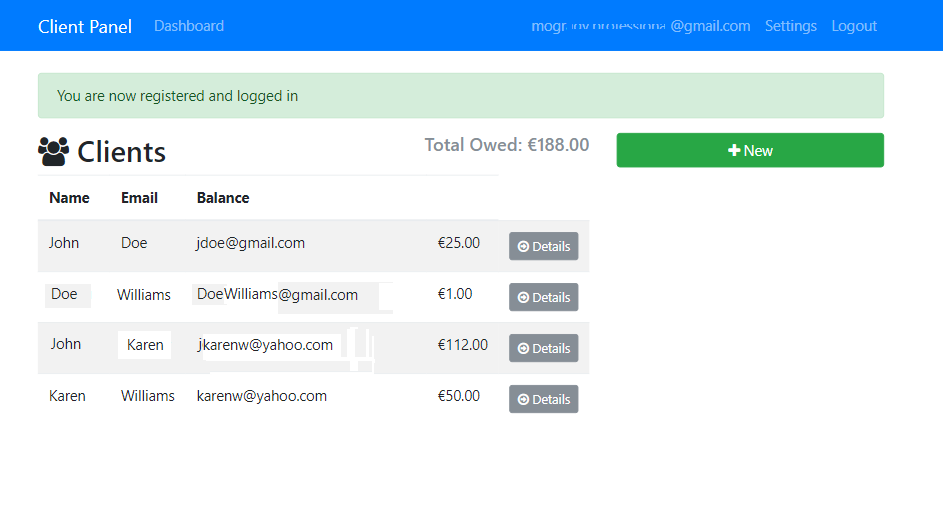 Client Panel Dashboard @gmail.com Settings Logout
You are now registered and logged in
Clients Total Owed: €188.00 New
Name Email Balance
John Doe jdoe@gmail.com €25.00 Details
Doe Williams DoeWilliams@gmail.com €1.00 Details
John Karen jkarenw@yahoo.com €112.00 Details
Karen Williams karenw@yahoo.com €50.00 Details